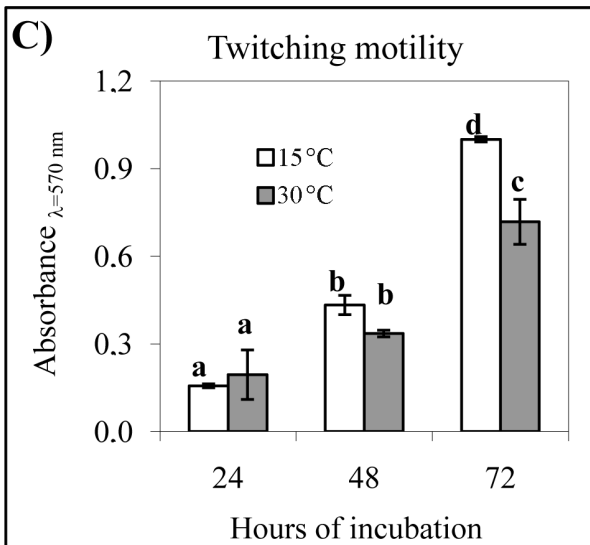 C)
Twitching motility
1,2
0,9
0,6
0,3
0,0
Absorbance λ=570 nm
15°C
30°C
a
a
b
b
d
c
24
48
72
Hours of incubation